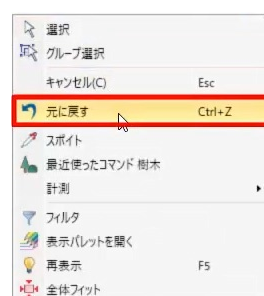 選択
グループ選択
キャンセル(C) Esc
元に戻す Ctrl+Z
スポイト
最近使ったコマンド 樹木
計測
フィルタ
表示パレットを開く
再表示 F5
全体フィット